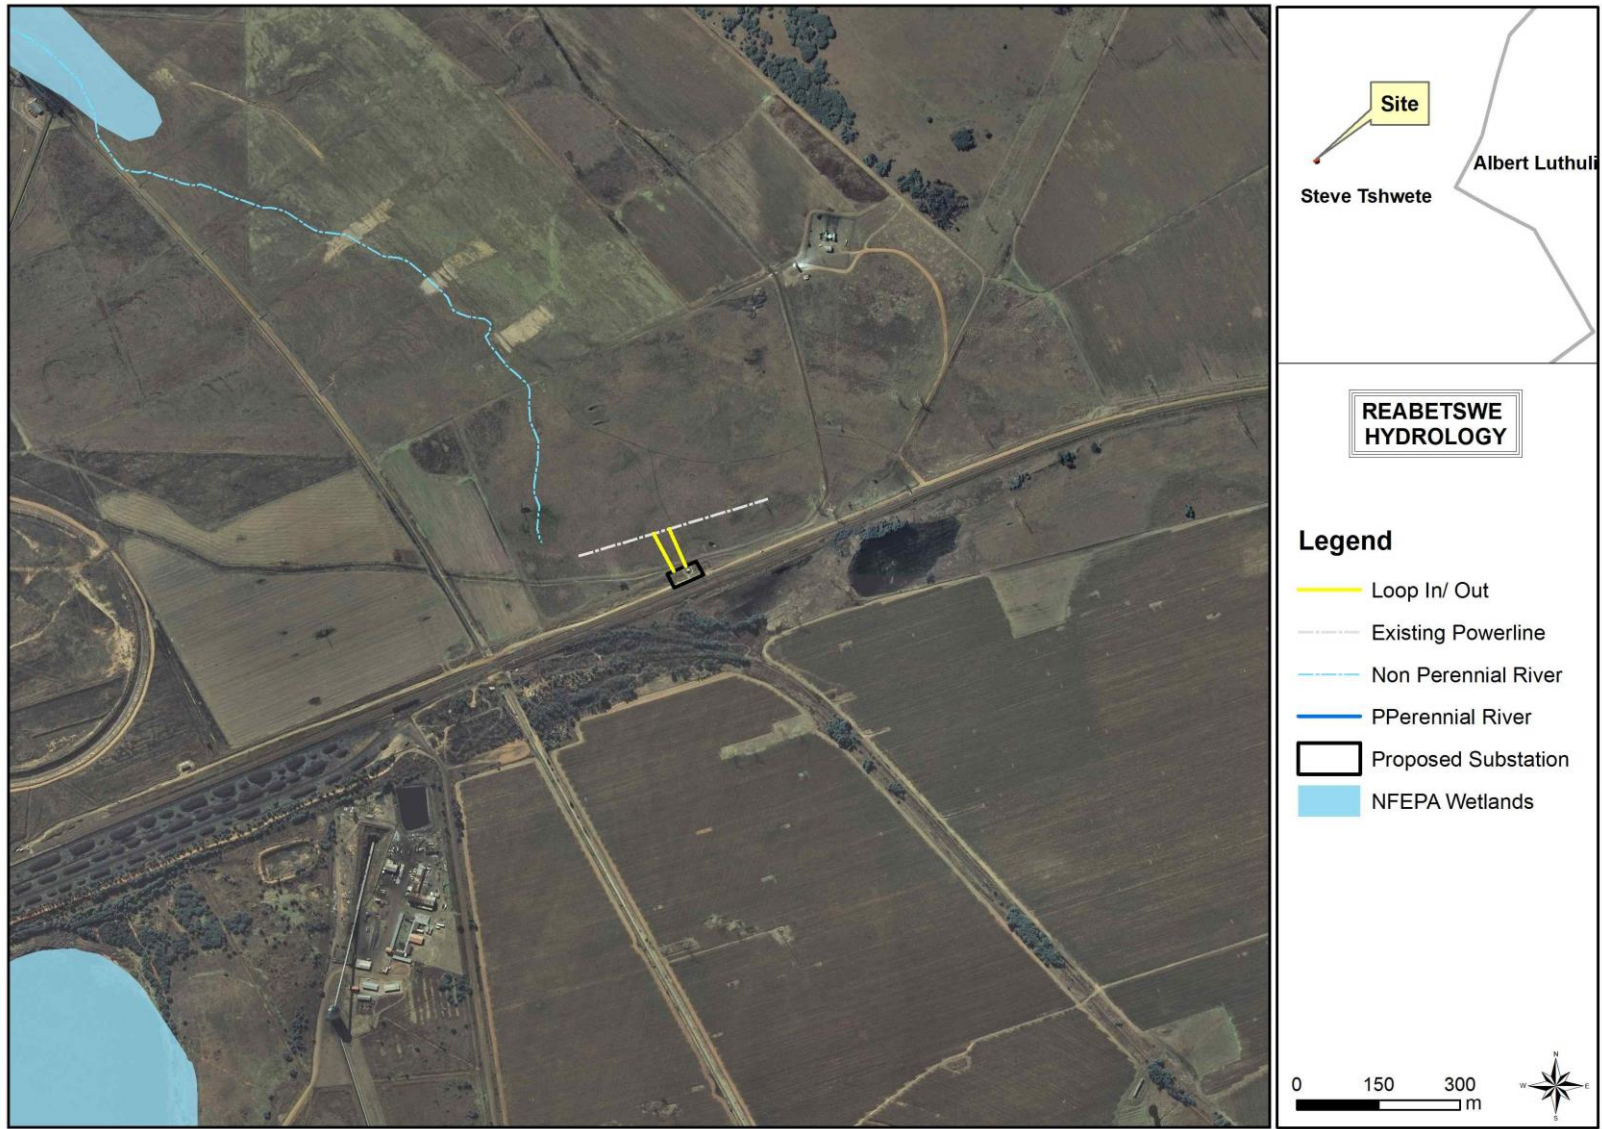 Site
Albert Luthuli
Steve Tshwete
REABETSWE
HYDROLOGY
Legend
Loop In/ Out
Existing Powerline
Non Perennial River
PPerennial River
Proposed Substation
NFEPA Wetlands
0 150 300
m
N
W E
S